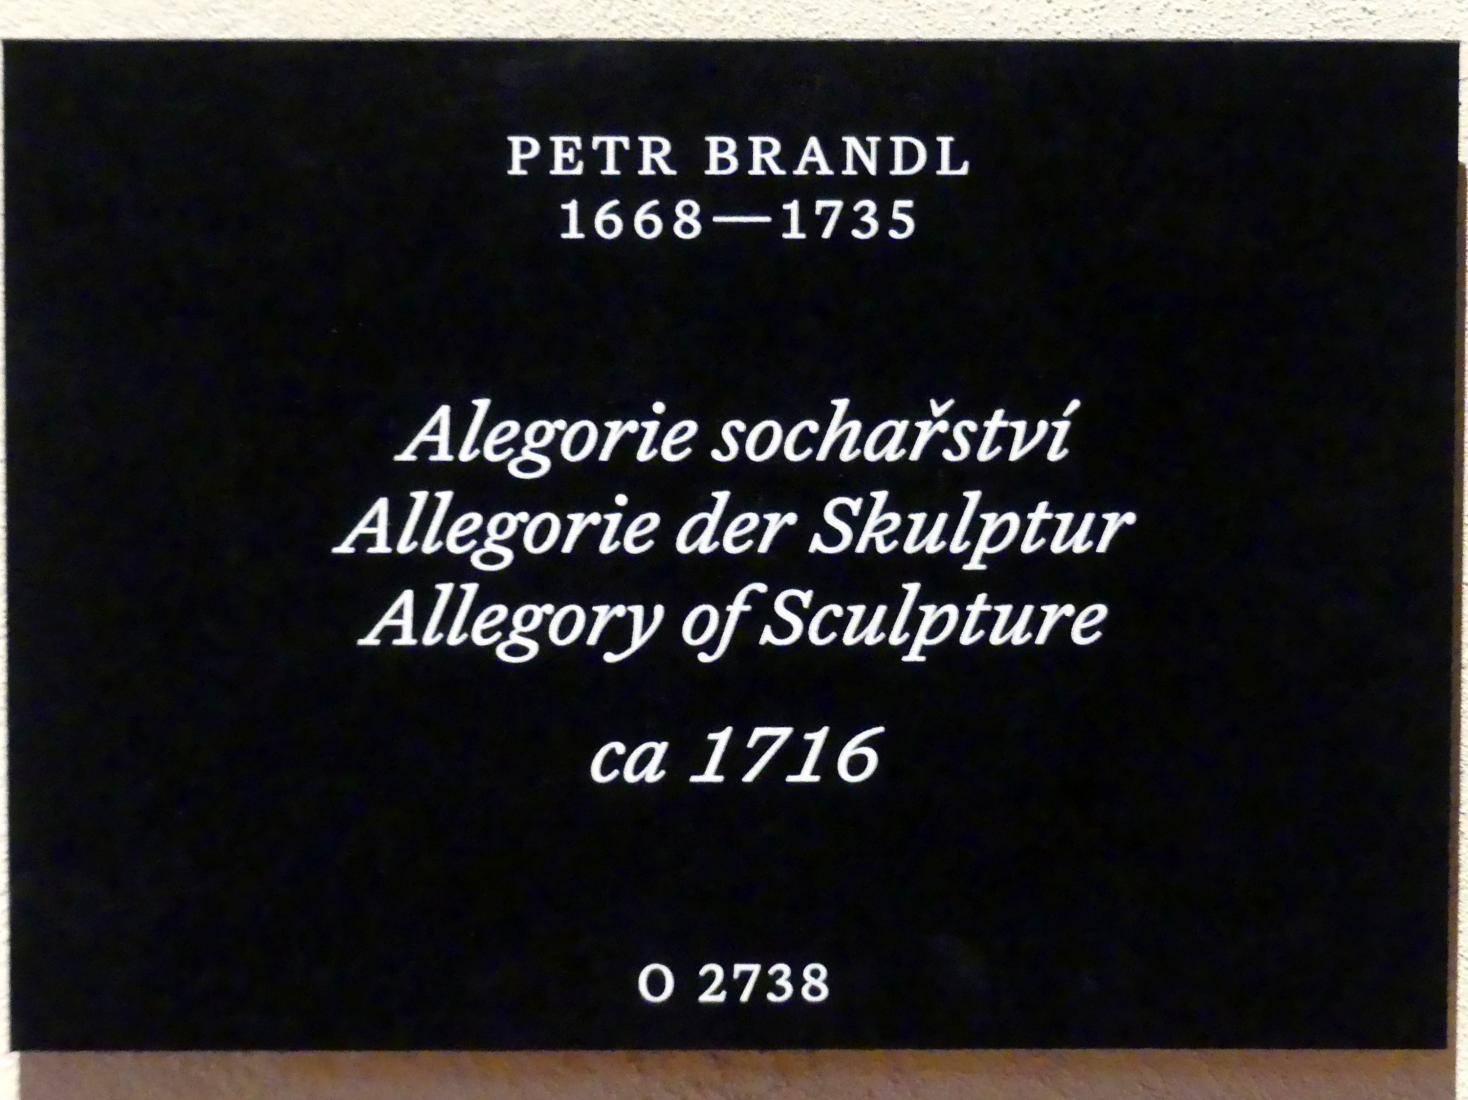 PETR BRANDL
1668—1735
Alegorie sochařství
Allegorie der Skulptur
Allegory of Sculpture
ca 1716
O 2738